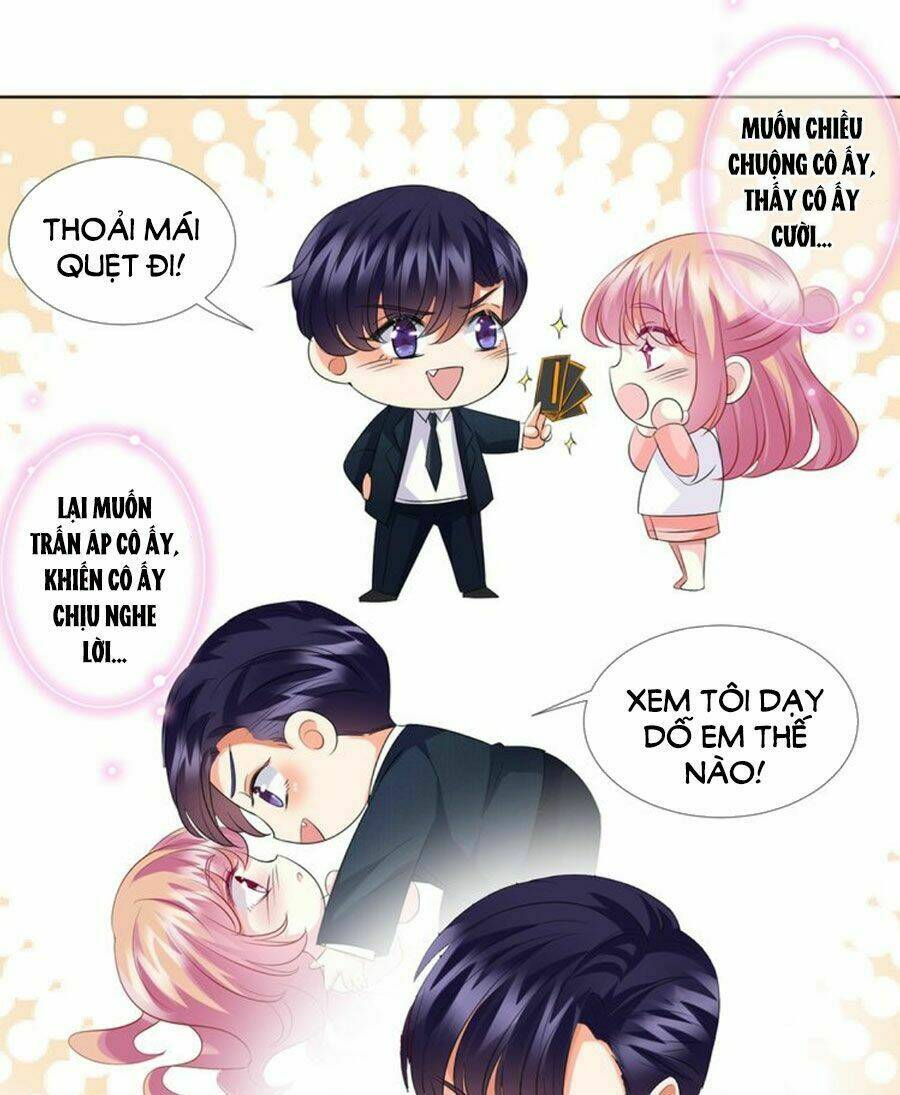 MUỐN CHIỀU
CHUỘNG CÔ ẤY,
THẤY CÔ ẤY
CƯỜI...
THOẢI MÁI
QUẸT ĐI!
LẠI MUỐN
TRẤN ÁP CÔ ẤY,
KHIẾN CÔ ẤY
CHỊU NGHE
LỜI...
XEM TÔI DẠY
DỖ EM THẾ
NÀO!